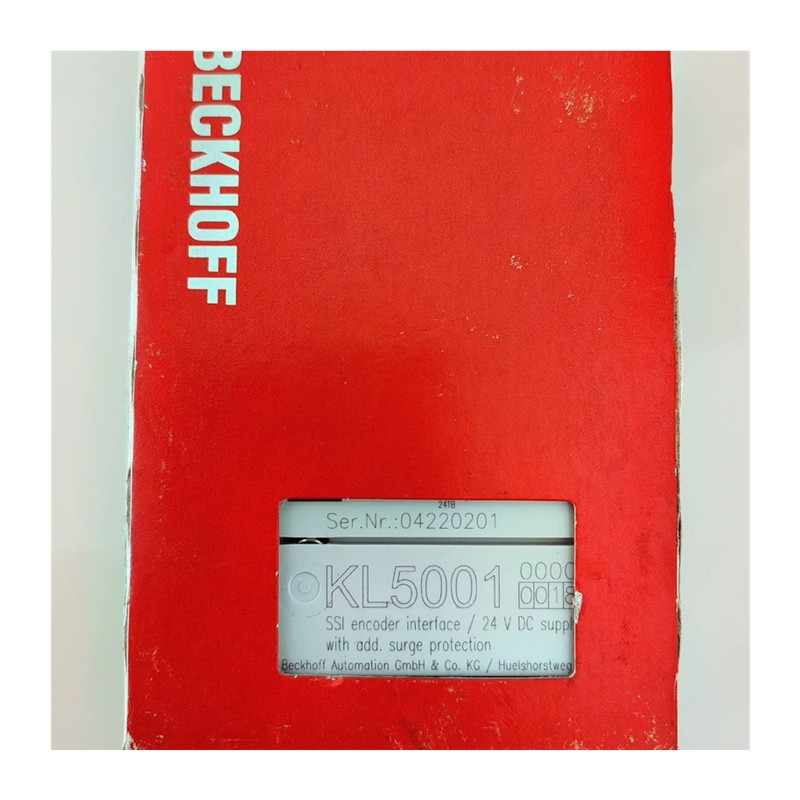 BECKHOFF
24TB
Ser.Nr.:04220201
KL5001 0000
0018
SSI encoder interface / 24 V DC suppl
with add. surge protection
Beckhoff Automation GmbH & Co. KG / Huelshorstweg